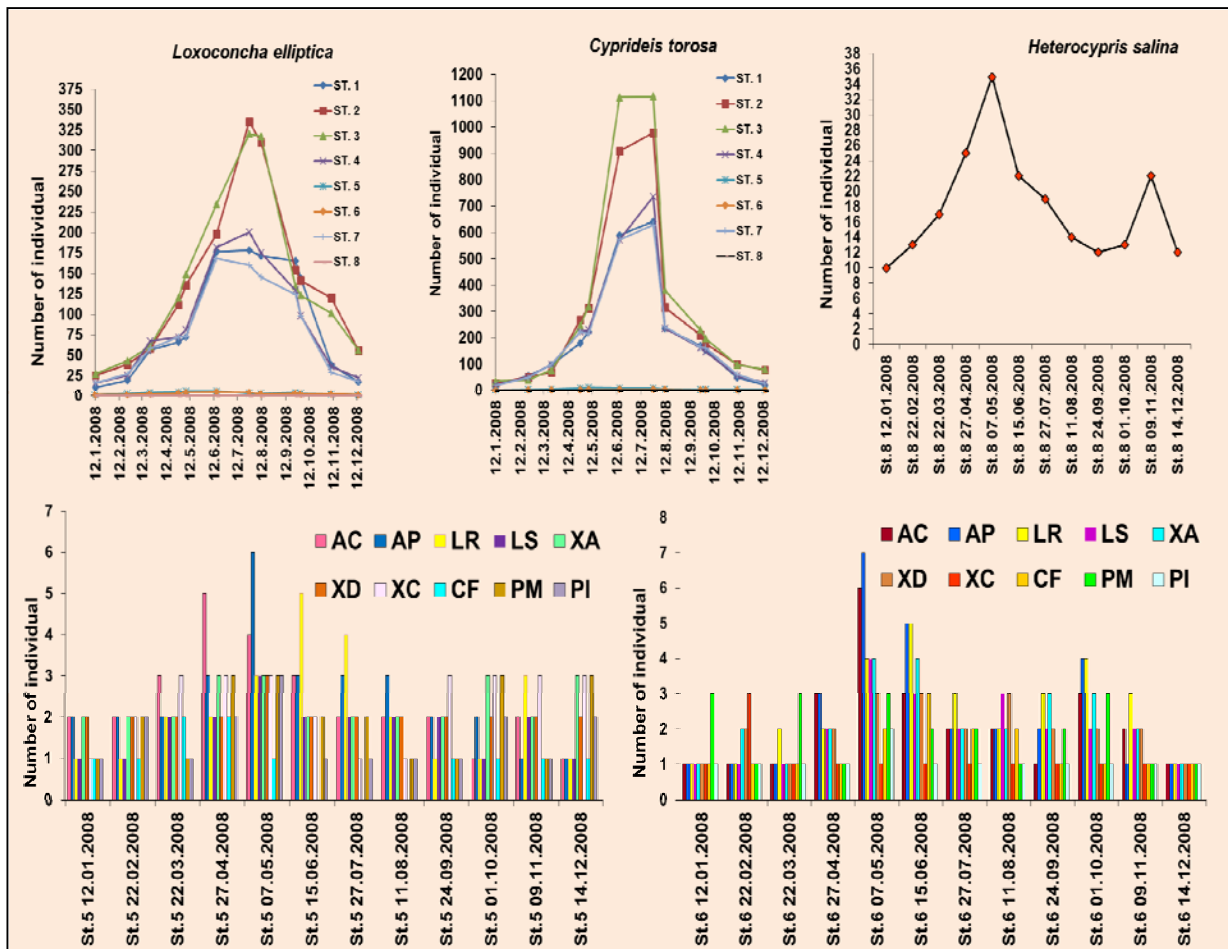 Loxoconcha elliptica
Number of individual
375
350
325
300
275
250
225
200
175
150
125
100
75
50
25
0
ST. 1
ST. 2
ST. 3
ST. 4
ST. 5
ST. 6
ST. 7
ST. 8
12.1.2008
12.2.2008
12.3.2008
12.4.2008
12.5.2008
12.6.2008
12.7.2008
12.8.2008
12.9.2008
12.10.2008
12.11.2008
12.12.2008
Cyprideis torosa
Number of individual
1200
1100
1000
900
800
700
600
500
400
300
200
100
0
ST. 1
ST. 2
ST. 3
ST. 4
ST. 5
ST. 6
ST. 7
ST. 8
12.1.2008
12.2.2008
12.3.2008
12.4.2008
12.5.2008
12.6.2008
12.7.2008
12.8.2008
12.9.2008
12.10.2008
12.11.2008
12.12.2008
Heterocypris salina
Number of individual
38
36
34
32
30
28
26
24
22
20
18
16
14
12
10
8
6
4
2
0
St.8 12.01.2008
St.8 22.02.2008
St.8 22.03.2008
St.8 27.04.2008
St.8 07.05.2008
St.8 15.06.2008
St.8 27.07.2008
St.8 11.08.2008
St.8 24.09.2008
St.8 01.10.2008
St.8 09.11.2008
St.8 14.12.2008
Number of individual
7
6
5
4
3
2
1
0
AC AP LR LS XA
XD XC CF PM PI
St.5 12.01.2008
St.5 22.02.2008
St.5 22.03.2008
St.5 27.04.2008
St.5 07.05.2008
St.5 15.06.2008
St.5 27.07.2008
St.5 11.08.2008
St.5 24.09.2008
St.5 01.10.2008
St.5 09.11.2008
St.5 14.12.2008
Number of individual
8
7
6
5
4
3
2
1
0
AC AP LR LS XA
XD XC CF PM PI
St.6 12.01.2008
St.6 22.02.2008
St.6 22.03.2008
St.6 27.04.2008
St.6 07.05.2008
St.6 15.06.2008
St.6 27.07.2008
St.6 11.08.2008
St.6 24.09.2008
St.6 01.10.2008
St.6 09.11.2008
St.6 14.12.2008